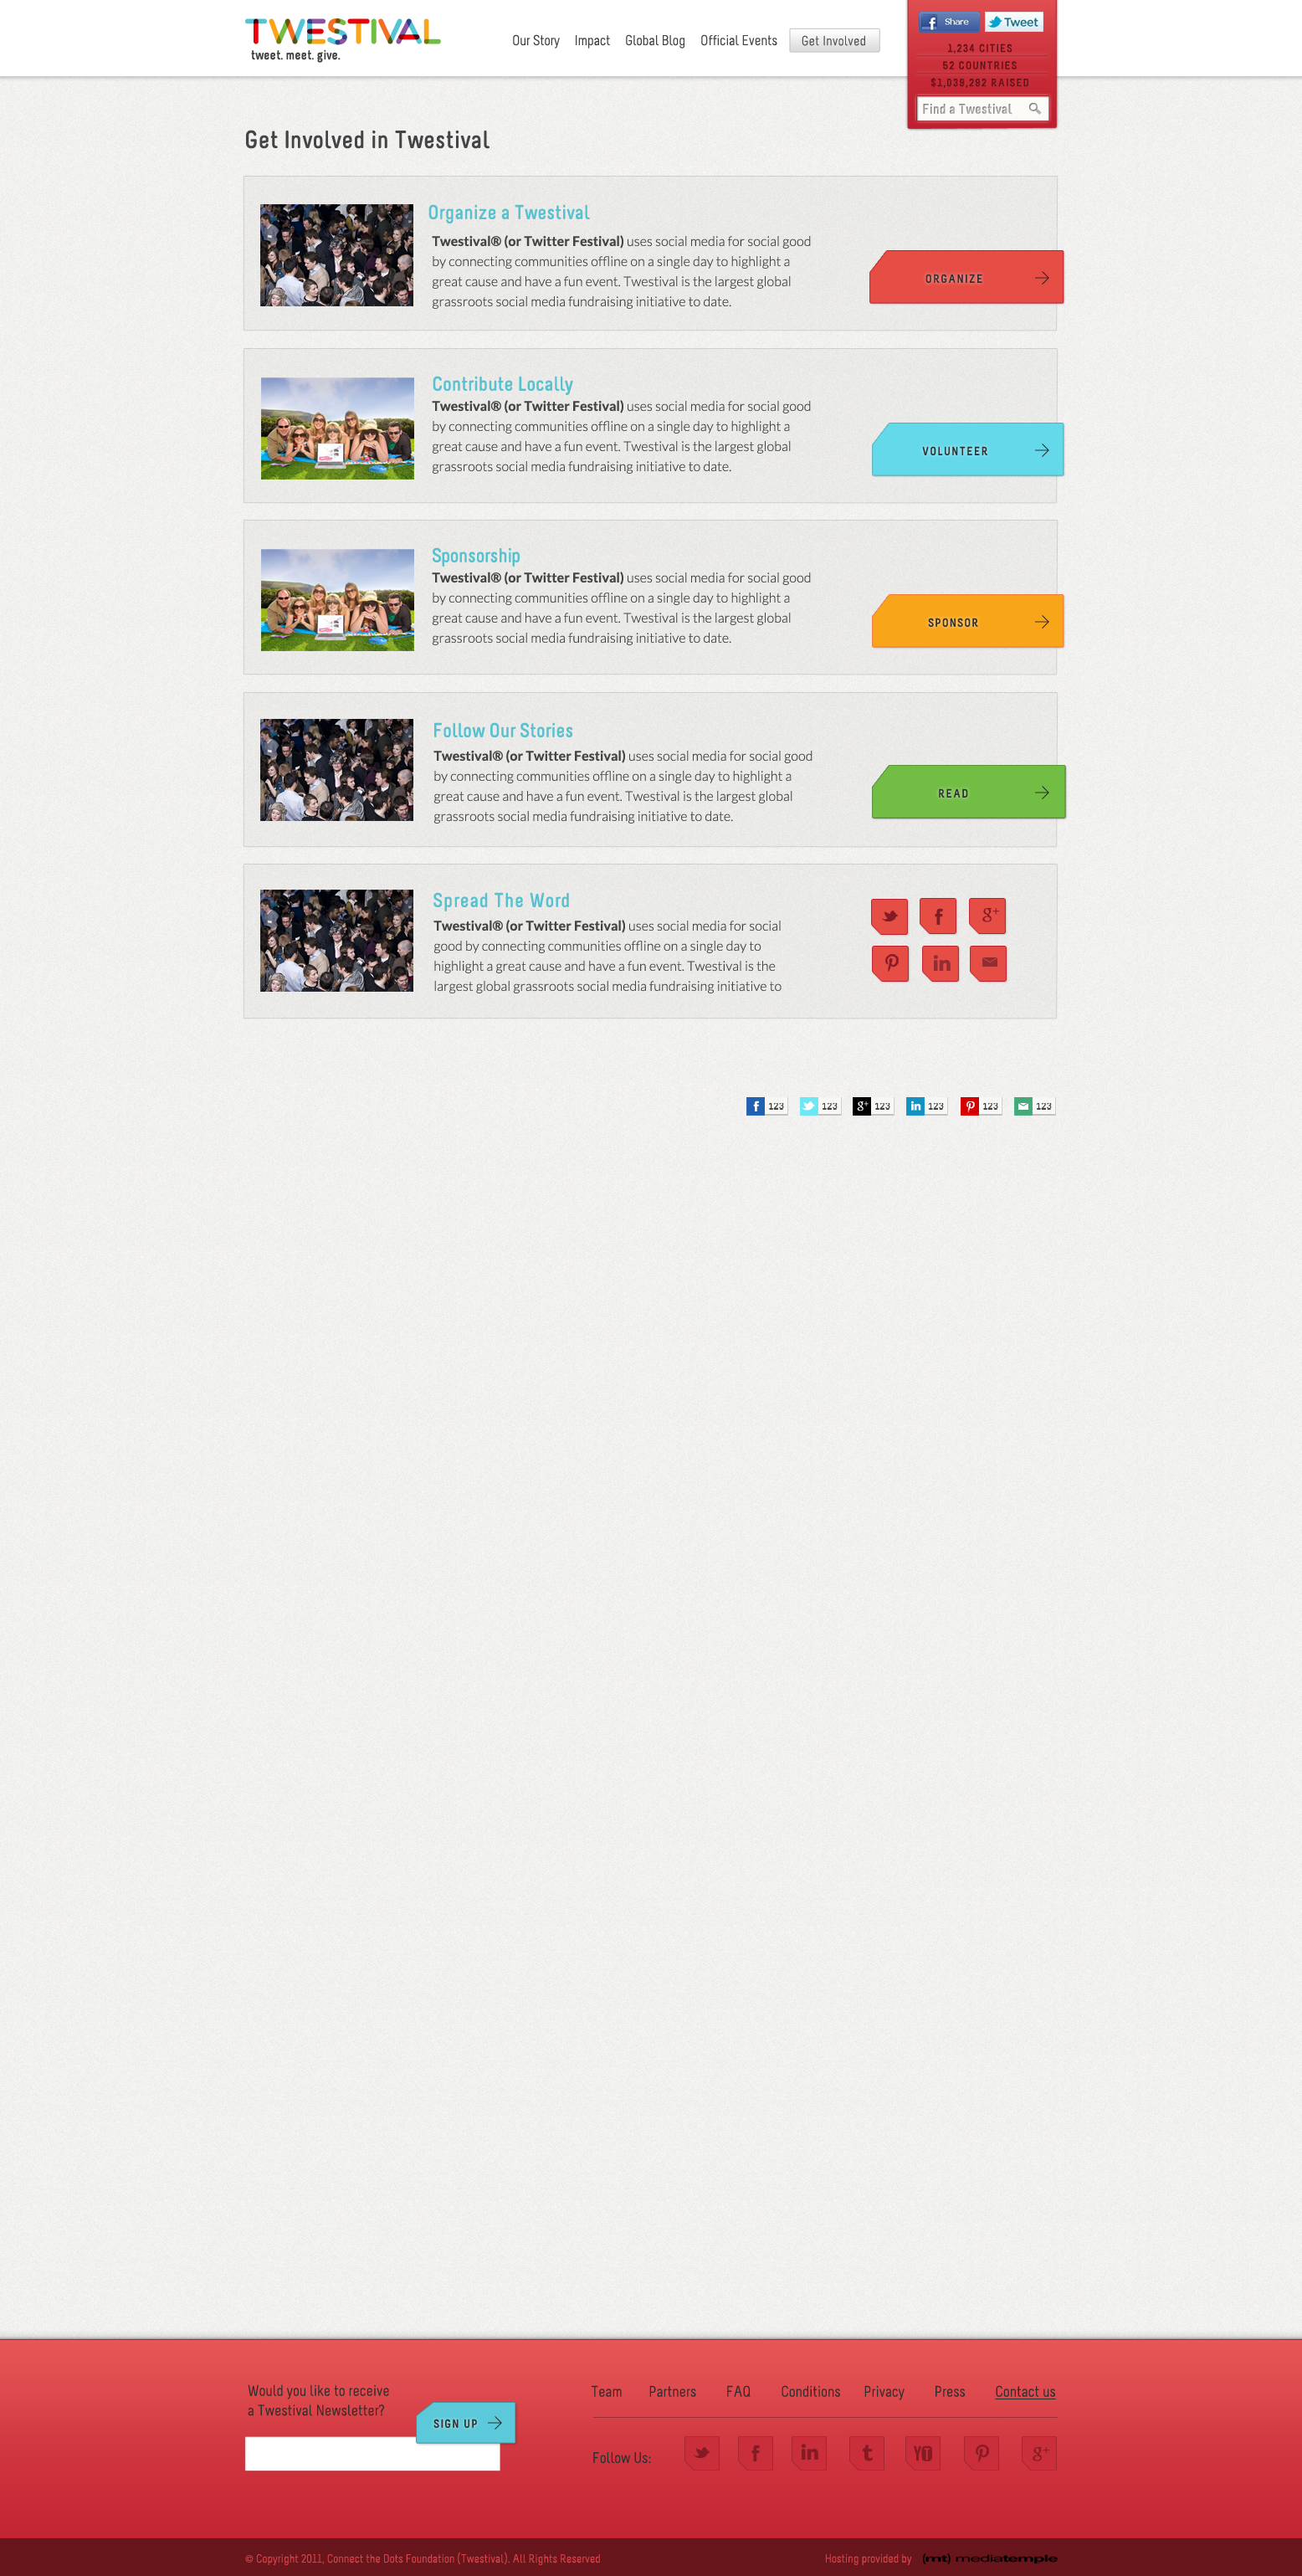 TWESTIVAL
tweet. meet. give.
Our Story Impact Global Blog Official Events Get Involved
Share Tweet
1,234 CITIES
52 COUNTRIES
$1,039,292 RAISED
Find a Twestival
Get Involved in Twestival
Organize a Twestival
Twestival® (or Twitter Festival) uses social media for social good
by connecting communities offline on a single day to highlight a
great cause and have a fun event. Twestival is the largest global
grassroots social media fundraising initiative to date.
ORGANIZE
Contribute Locally
Twestival® (or Twitter Festival) uses social media for social good
by connecting communities offline on a single day to highlight a
great cause and have a fun event. Twestival is the largest global
grassroots social media fundraising initiative to date.
VOLUNTEER
Sponsorship
Twestival® (or Twitter Festival) uses social media for social good
by connecting communities offline on a single day to highlight a
great cause and have a fun event. Twestival is the largest global
grassroots social media fundraising initiative to date.
SPONSOR
Follow Our Stories
Twestival® (or Twitter Festival) uses social media for social good
by connecting communities offline on a single day to highlight a
great cause and have a fun event. Twestival is the largest global
grassroots social media fundraising initiative to date.
READ
Spread The Word
Twestival® (or Twitter Festival) uses social media for social
good by connecting communities offline on a single day to
highlight a great cause and have a fun event. Twestival is the
largest global grassroots social media fundraising initiative to
123 123 123 123 123 123
Would you like to receive
a Twestival Newsletter?
SIGN UP
Team Partners FAQ Conditions Privacy Press Contact us
Follow Us:
© Copyright 2011, Connect the Dots Foundation (Twestival). All Rights Reserved
Hosting provided by (mt) mediatemple